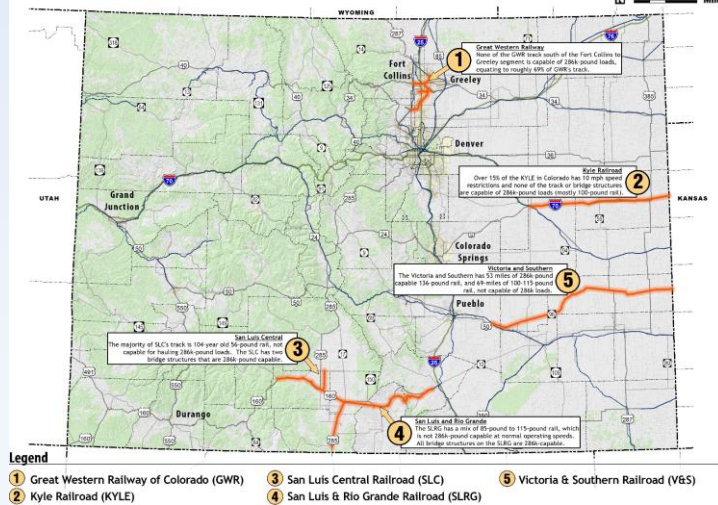 WYOMING
Great Western Railway
None of the GWR track south of the Fort Collins to
Greeley segment is capable of 286k-pound loads,
equating to roughly 69% of GWR's track.
1
Fort
Collins
Greeley
Denver
UTAH
Grand
Junction
Kyle Railroad
Over 15% of the KYLE in Colorado has 10 mph speed
restrictions and none of the track or bridge structures
are capable of 286k-pound loads (mostly 100-pound rail).
2
KANSAS
Colorado
Springs
Victoria and Southern
The Victoria and Southern has 53 miles of 286k-pound
capable 136-pound rail, and 69-miles of 100-115-pound
rail, not capable of 286k loads.
5
Pueblo
San Luis Central
The majority of SLC's track is 104-year old 56-pound rail, not
capable for hauling 286k-pound loads. The SLC has two
bridge structures that are 286k-pound capable.
3
Durango
4
San Luis and Rio Grande
The SLRG has a mix of 85-pound to 115-pound rail, which
is not 286k-pound capable at normal operating speeds.
All bridge structures on the SLRG are 286k-capable.
Legend
1 Great Western Railway of Colorado (GWR)
2 Kyle Railroad (KYLE)
3 San Luis Central Railroad (SLC)
4 San Luis & Rio Grande Railroad (SLRG)
5 Victoria & Southern Railroad (V&S)